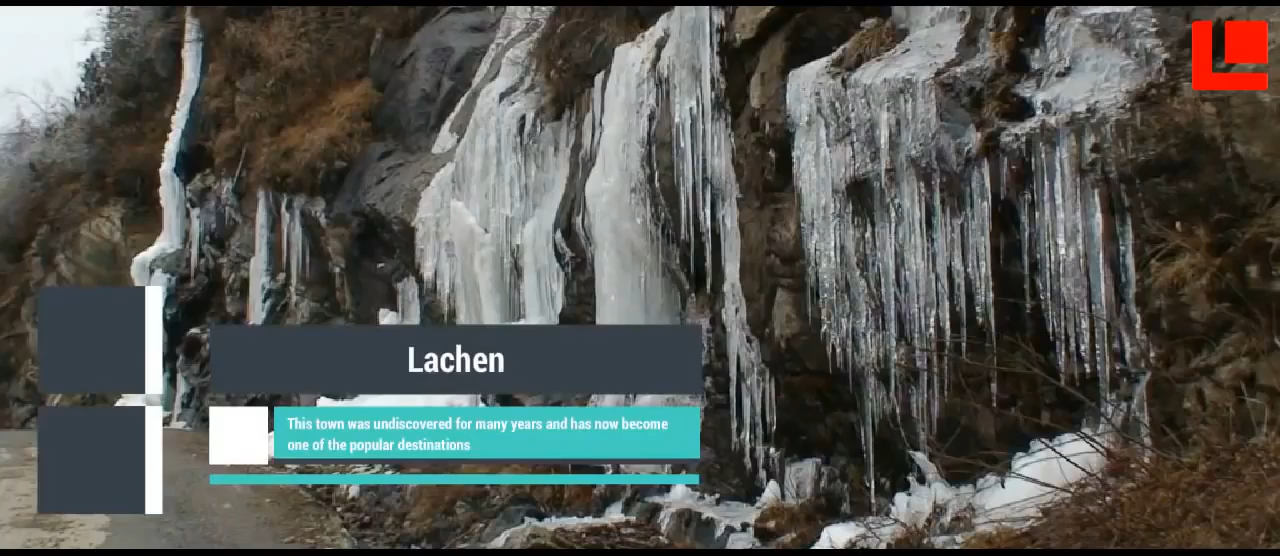 Lachen
This town was undiscovered for many years and has now become
one of the popular destinations